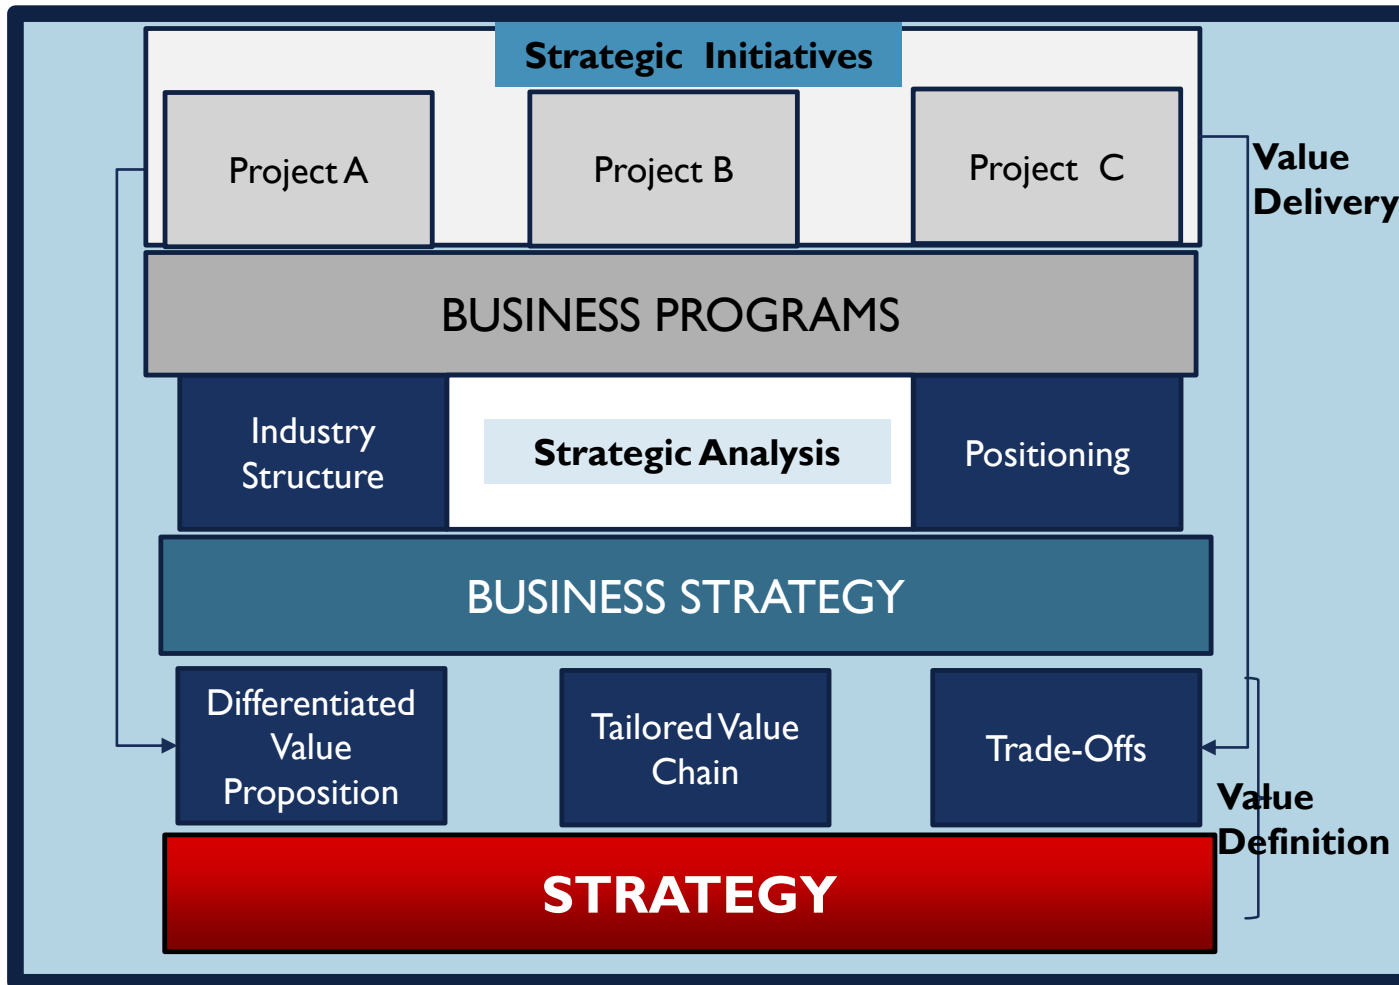 Strategic Initiatives
Project A
Project B
Project C
Value
Delivery
BUSINESS PROGRAMS
Industry
Structure
Strategic Analysis
Positioning
BUSINESS STRATEGY
Differentiated
Value
Proposition
Tailored Value
Chain
Trade-Offs
Value
Definition
STRATEGY